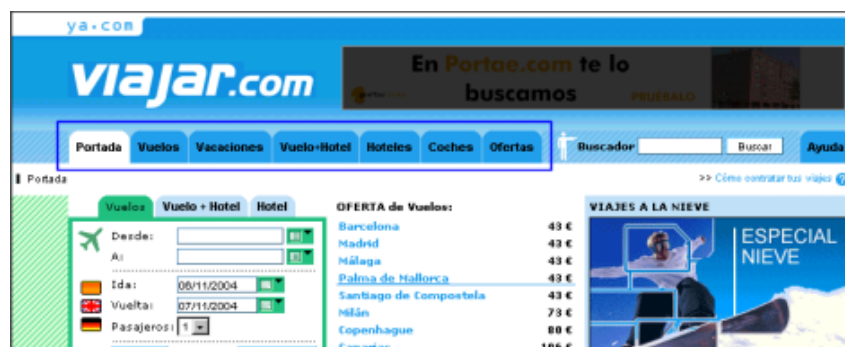 ya.com
viajar.com
En Portae.com te lo
buscamos
PRUÉBALO
Portada Vuelos Vacaciones Vuelo+Hotel Hoteles Coches Ofertas Buscador Buscar Ayuda
Portada >> Cómo contratar tus viajes ?
Vuelos Vuelo + Hotel Hotel
Desde:
A:
Ida: 06/11/2004
Vuelta: 07/11/2004
Pasajeros: 1
OFERTA de Vuelos:
Barcelona 43 €
Madrid 43 €
Málaga 43 €
Palma de Mallorca 43 €
Santiago de Compostela 43 €
Milán 73 €
Copenhague 80 €
VIAJES A LA NIEVE
ESPECIAL
NIEVE